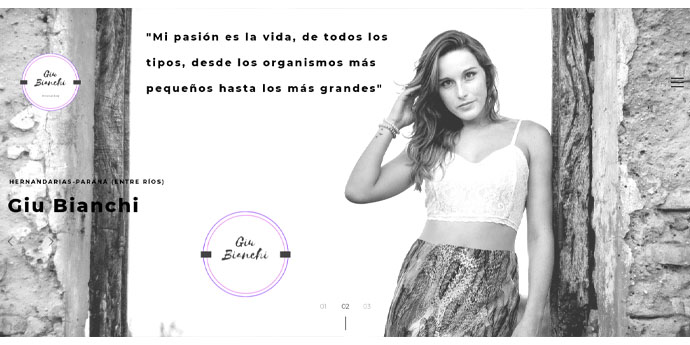 "Mi pasión es la vida, de todos los
tipos, desde los organismos más
pequeños hasta los más grandes"
Giu
Bianchi
HERNANDARIAS-PARANÁ (ENTRE RÍOS)
Giu Bianchi
Giu
Bianchi
01 02 03